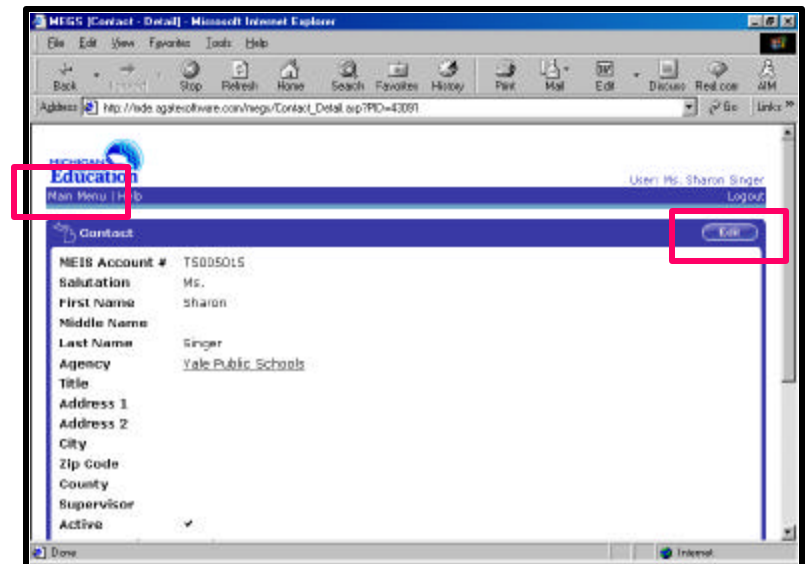 MEGS [Contact - Detail] - Microsoft Internet Explorer
File Edit View Favorites Tools Help
Back Forward Stop Refresh Home Search Favorites History Print Mail Edit Discuss Real.com AIM
Address http://mde.agatesoftware.com/megs/Contact_Detail.asp?PID=43091 Go Links »
MICHIGAN
Education
User: Ms. Sharon Singer
Main Menu | Help Logout
Contact Edit
MEIS Account # TS005015
Salutation Ms.
First Name Sharon
Middle Name
Last Name Singer
Agency Yale Public Schools
Title
Address 1
Address 2
City
Zip Code
County
Supervisor
Active ✔
Done Internet